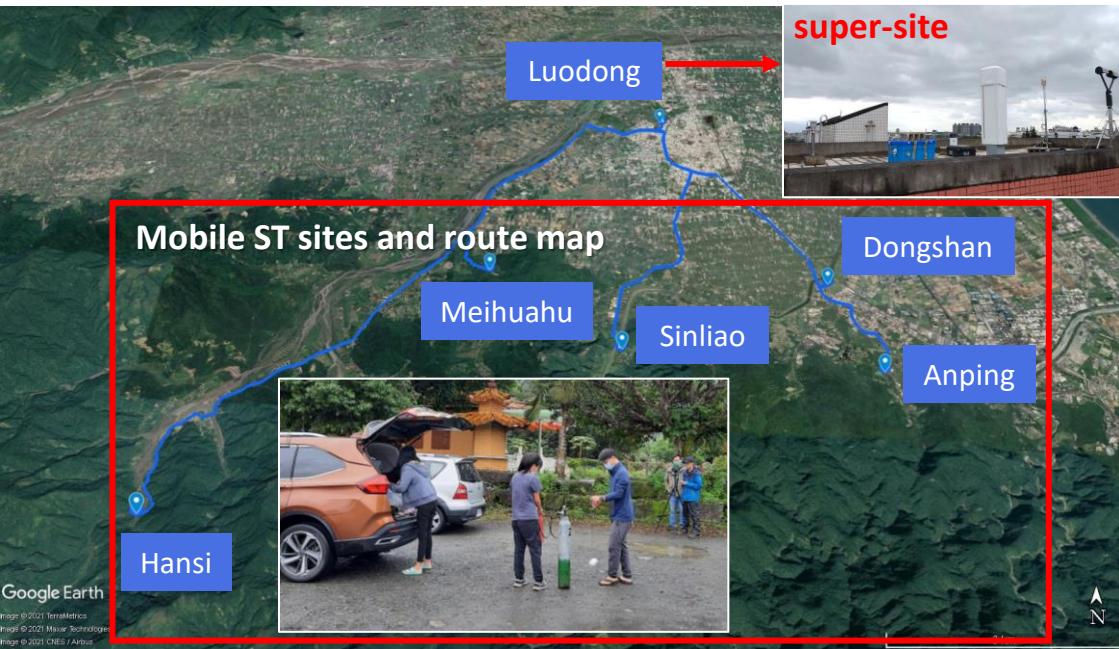 super-site
Luodong
Mobile ST sites and route map
Dongshan
Meihuahu
Sinliao
Anping
Hansi
Google Earth
Image © 2021 TerraMetrics
Image © 2021 Maxar Technologies
Image © 2021 CNES / Airbus
N